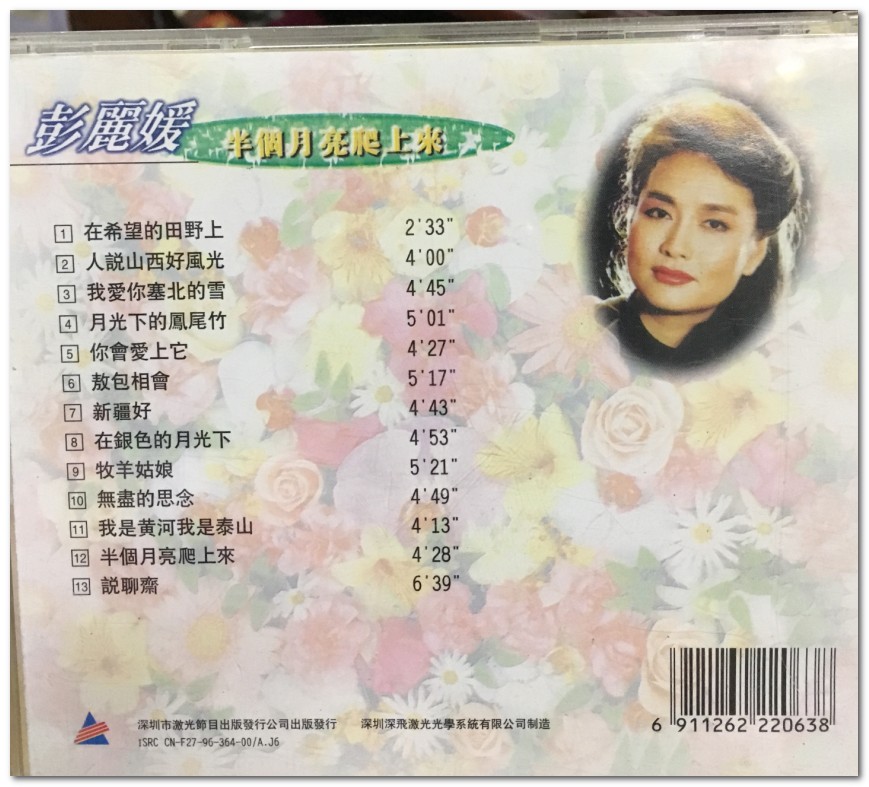 彭麗媛 半個月亮爬上來
1 在希望的田野上 2'33"
2 人説山西好風光 4'00"
3 我愛你塞北的雪 4'45"
4 月光下的鳳尾竹 5'01"
5 你會愛上它 4'27"
6 敖包相會 5'17"
7 新疆好 4'43"
8 在銀色的月光下 4'53"
9 牧羊姑娘 5'21"
10 無盡的思念 4'49"
11 我是黄河我是泰山 4'13"
12 半個月亮爬上來 4'28"
13 説聊齋 6'39"
深圳市激光節目出版發行公司出版發行 深圳深飛激光光學系統有限公司制造
ISRC CN-F27-96-364-00/A.J6
6 911262 220638